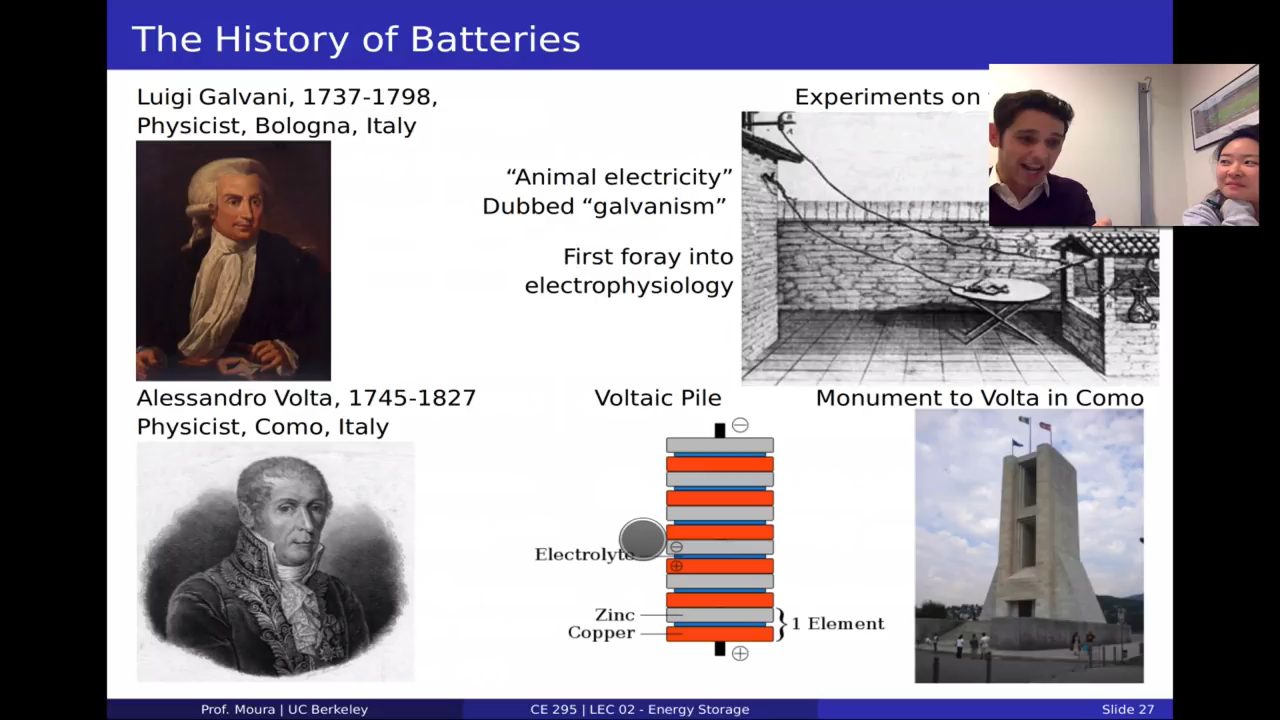 The History of Batteries
Luigi Galvani, 1737-1798,
Physicist, Bologna, Italy
Experiments on
“Animal electricity”
Dubbed “galvanism”
First foray into
electrophysiology
Alessandro Volta, 1745-1827
Physicist, Como, Italy
Voltaic Pile
Monument to Volta in Como
Electrolyte
Zinc
Copper
1 Element
Prof. Moura | UC Berkeley
CE 295 | LEC 02 - Energy Storage
Slide 27